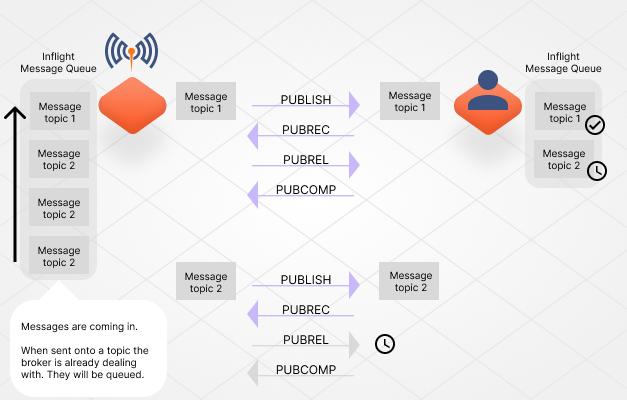 Inflight
Message Queue
Message
topic 1
Message
topic 2
Message
topic 2
Message
topic 2
Messages are coming in.
When sent onto a topic the
broker is already dealing
with. They will be queued.
Message
topic 1
PUBLISH
PUBREC
PUBREL
PUBCOMP
Message
topic 1
Inflight
Message Queue
Message
topic 1
Message
topic 2
Message
topic 2
PUBLISH
PUBREC
PUBREL
PUBCOMP
Message
topic 2